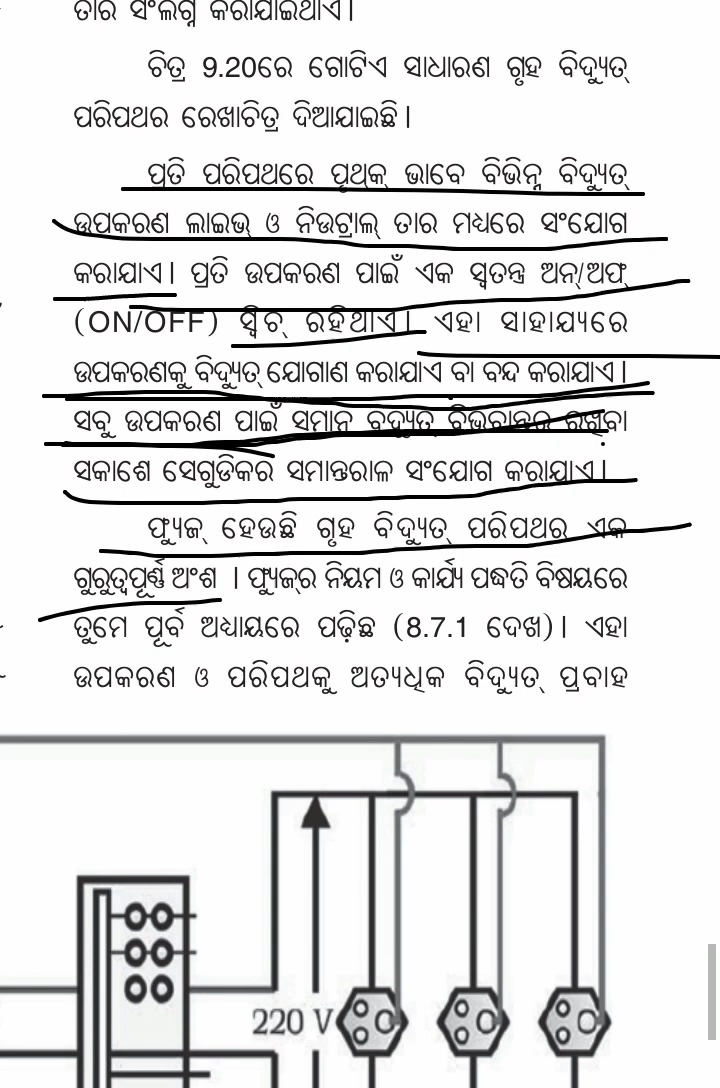 ତାର ସଂଲଗ୍ନ କରାଯାଇଥାଏ।
ଚିତ୍ର 9.20ରେ ଗୋଟିଏ ସାଧାରଣ ଗୃହ ବିଦ୍ୟୁତ୍
ପରିପଥର ରେଖାଚିତ୍ର ଦିଆଯାଇଛି।
ପ୍ରତି ପରିପଥରେ ପୃଥକ୍ ଭାବେ ବିଭିନ୍ନ ବିଦ୍ୟୁତ୍
ଉପକରଣ ଲାଇଭ୍ ଓ ନିଉଟ୍ରାଲ୍ ତାର ମଧ୍ୟରେ ସଂଯୋଗ
କରାଯାଏ। ପ୍ରତି ଉପକରଣ ପାଇଁ ଏକ ସ୍ୱତନ୍ତ୍ର ଅନ୍/ଅଫ୍
(ON/OFF) ସ୍ୱିଚ୍ ରହିଥାଏ। ଏହା ସାହାଯ୍ୟରେ
ଉପକରଣକୁ ବିଦ୍ୟୁତ୍ ଯୋଗାଣ କରାଯାଏ ବା ବନ୍ଦ କରାଯାଏ।
ସବୁ ଉପକରଣ ପାଇଁ ସମାନ ବିଦ୍ୟୁତ୍ ବିଭବାନ୍ତର ରଖିବା
ସକାଶେ ସେଗୁଡିକର ସମାନ୍ତରାଳ ସଂଯୋଗ କରାଯାଏ।
ଫ୍ୟୁଜ୍ ହେଉଛି ଗୃହ ବିଦ୍ୟୁତ୍ ପରିପଥର ଏକ
ଗୁରୁତ୍ୱପୂର୍ଣ୍ଣ ଅଂଶ । ଫ୍ୟୁଜ୍‌ର ନିୟମ ଓ କାର୍ଯ୍ୟ ପଦ୍ଧତି ବିଷୟରେ
ତୁମେ ପୂର୍ବ ଅଧ୍ୟାୟରେ ପଢ଼ିଛ (8.7.1 ଦେଖ)। ଏହା
ଉପକରଣ ଓ ପରିପଥକୁ ଅତ୍ୟଧିକ ବିଦ୍ୟୁତ୍ ପ୍ରବାହ
220 V